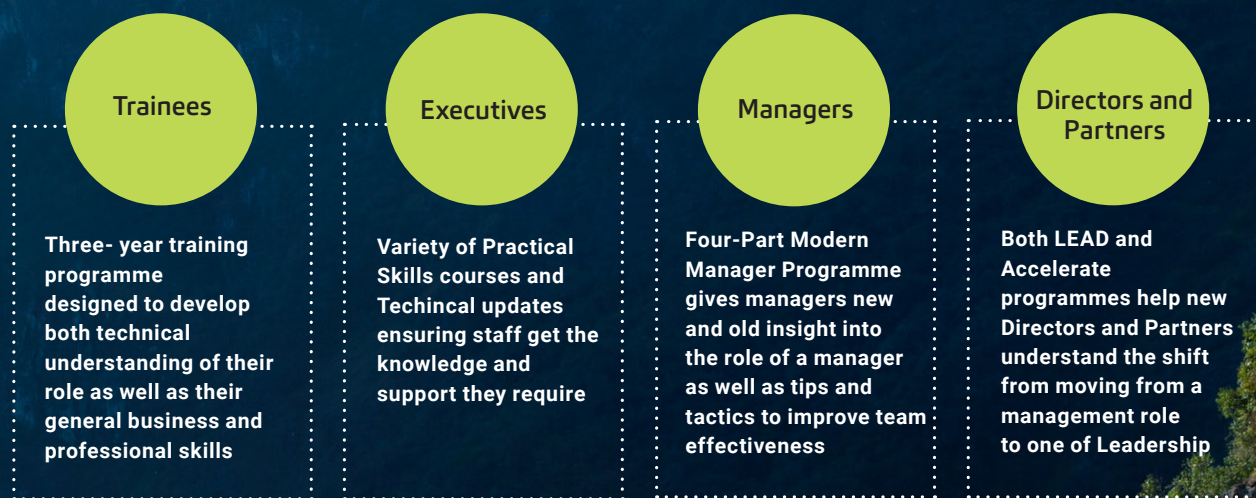 Trainees
Three- year training
programme
designed to develop
both technical
understanding of their
role as well as their
general business and
professional skills
Executives
Variety of Practical
Skills courses and
Techincal updates
ensuring staff get the
knowledge and
support they require
Managers
Four-Part Modern
Manager Programme
gives managers new
and old insight into
the role of a manager
as well as tips and
tactics to improve team
effectiveness
Directors and
Partners
Both LEAD and
Accelerate
programmes help new
Directors and Partners
understand the shift
from moving from a
management role
to one of Leadership